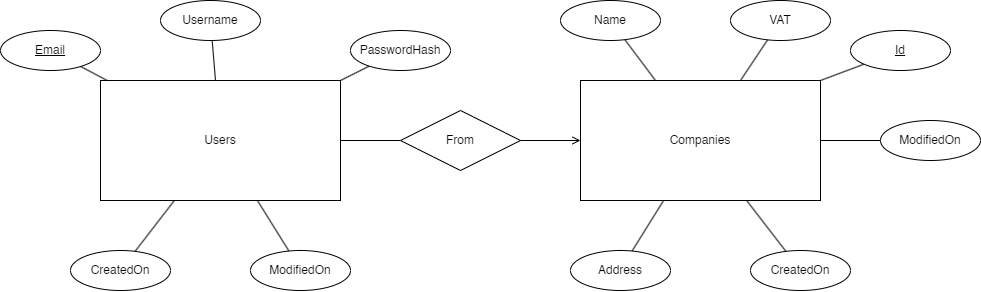 Username
Name
VAT
Email
PasswordHash
Id
Users
From
Companies
ModifiedOn
CreatedOn
ModifiedOn
Address
CreatedOn